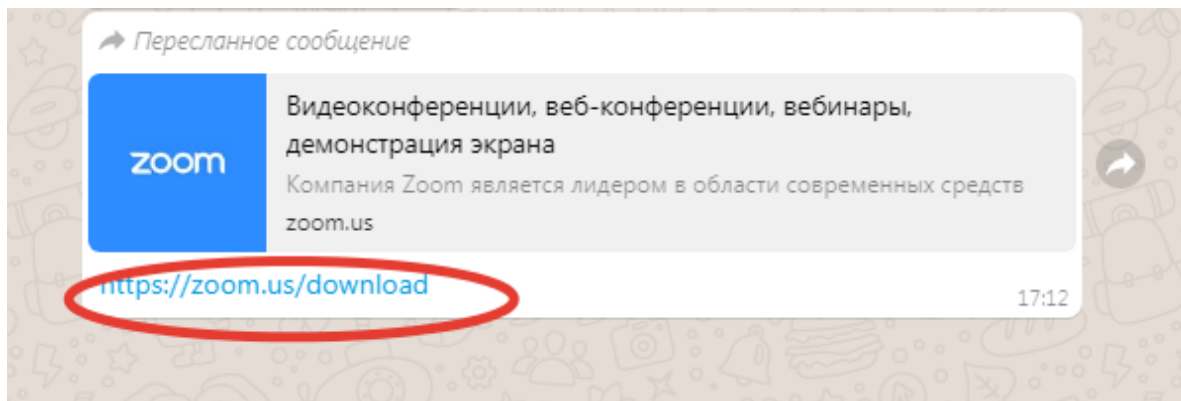 Пересланное сообщение
zoom
Видеоконференции, веб-конференции, вебинары,
демонстрация экрана
Компания Zoom является лидером в области современных средств
zoom.us
https://zoom.us/download
17:12